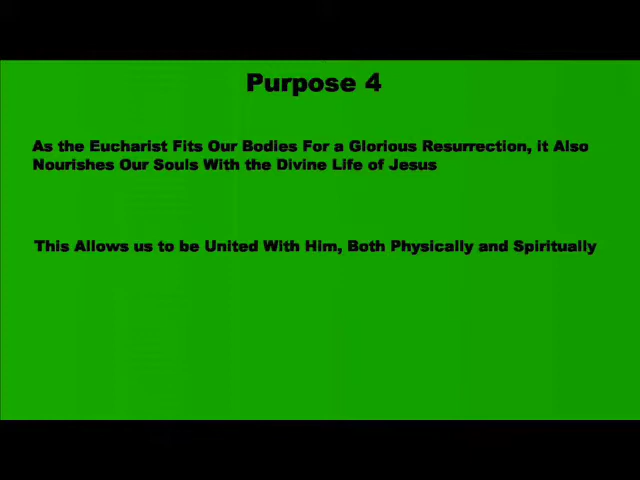 Purpose 4
As the Eucharist Fits Our Bodies For a Glorious Resurrection, it Also
Nourishes Our Souls With the Divine Life of Jesus
This Allows us to be United With Him, Both Physically and Spiritually